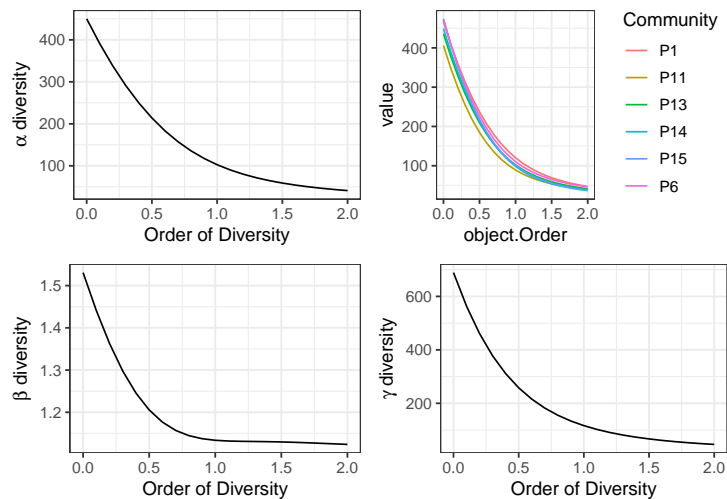 α diversity
400
300
200
100
0.0 0.5 1.0 1.5 2.0
Order of Diversity
value
400
300
200
100
0.0 0.5 1.0 1.5 2.0
object.Order
Community
P1
P11
P13
P14
P15
P6
β diversity
1.5
1.4
1.3
1.2
0.0 0.5 1.0 1.5 2.0
Order of Diversity
γ diversity
600
400
200
0.0 0.5 1.0 1.5 2.0
Order of Diversity